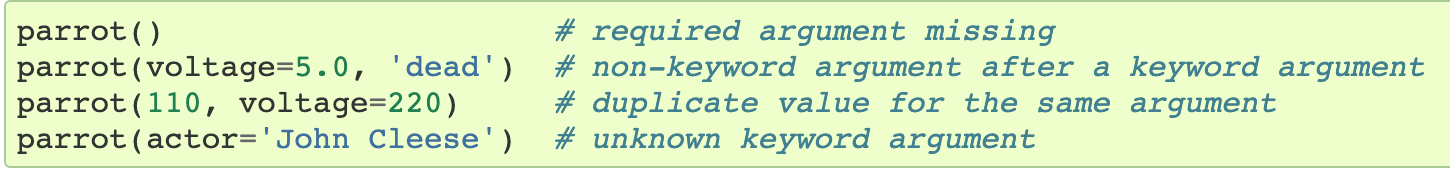 parrot()                     # required argument missing
parrot(voltage=5.0, 'dead')  # non-keyword argument after a keyword argument
parrot(110, voltage=220)     # duplicate value for the same argument
parrot(actor='John Cleese')  # unknown keyword argument